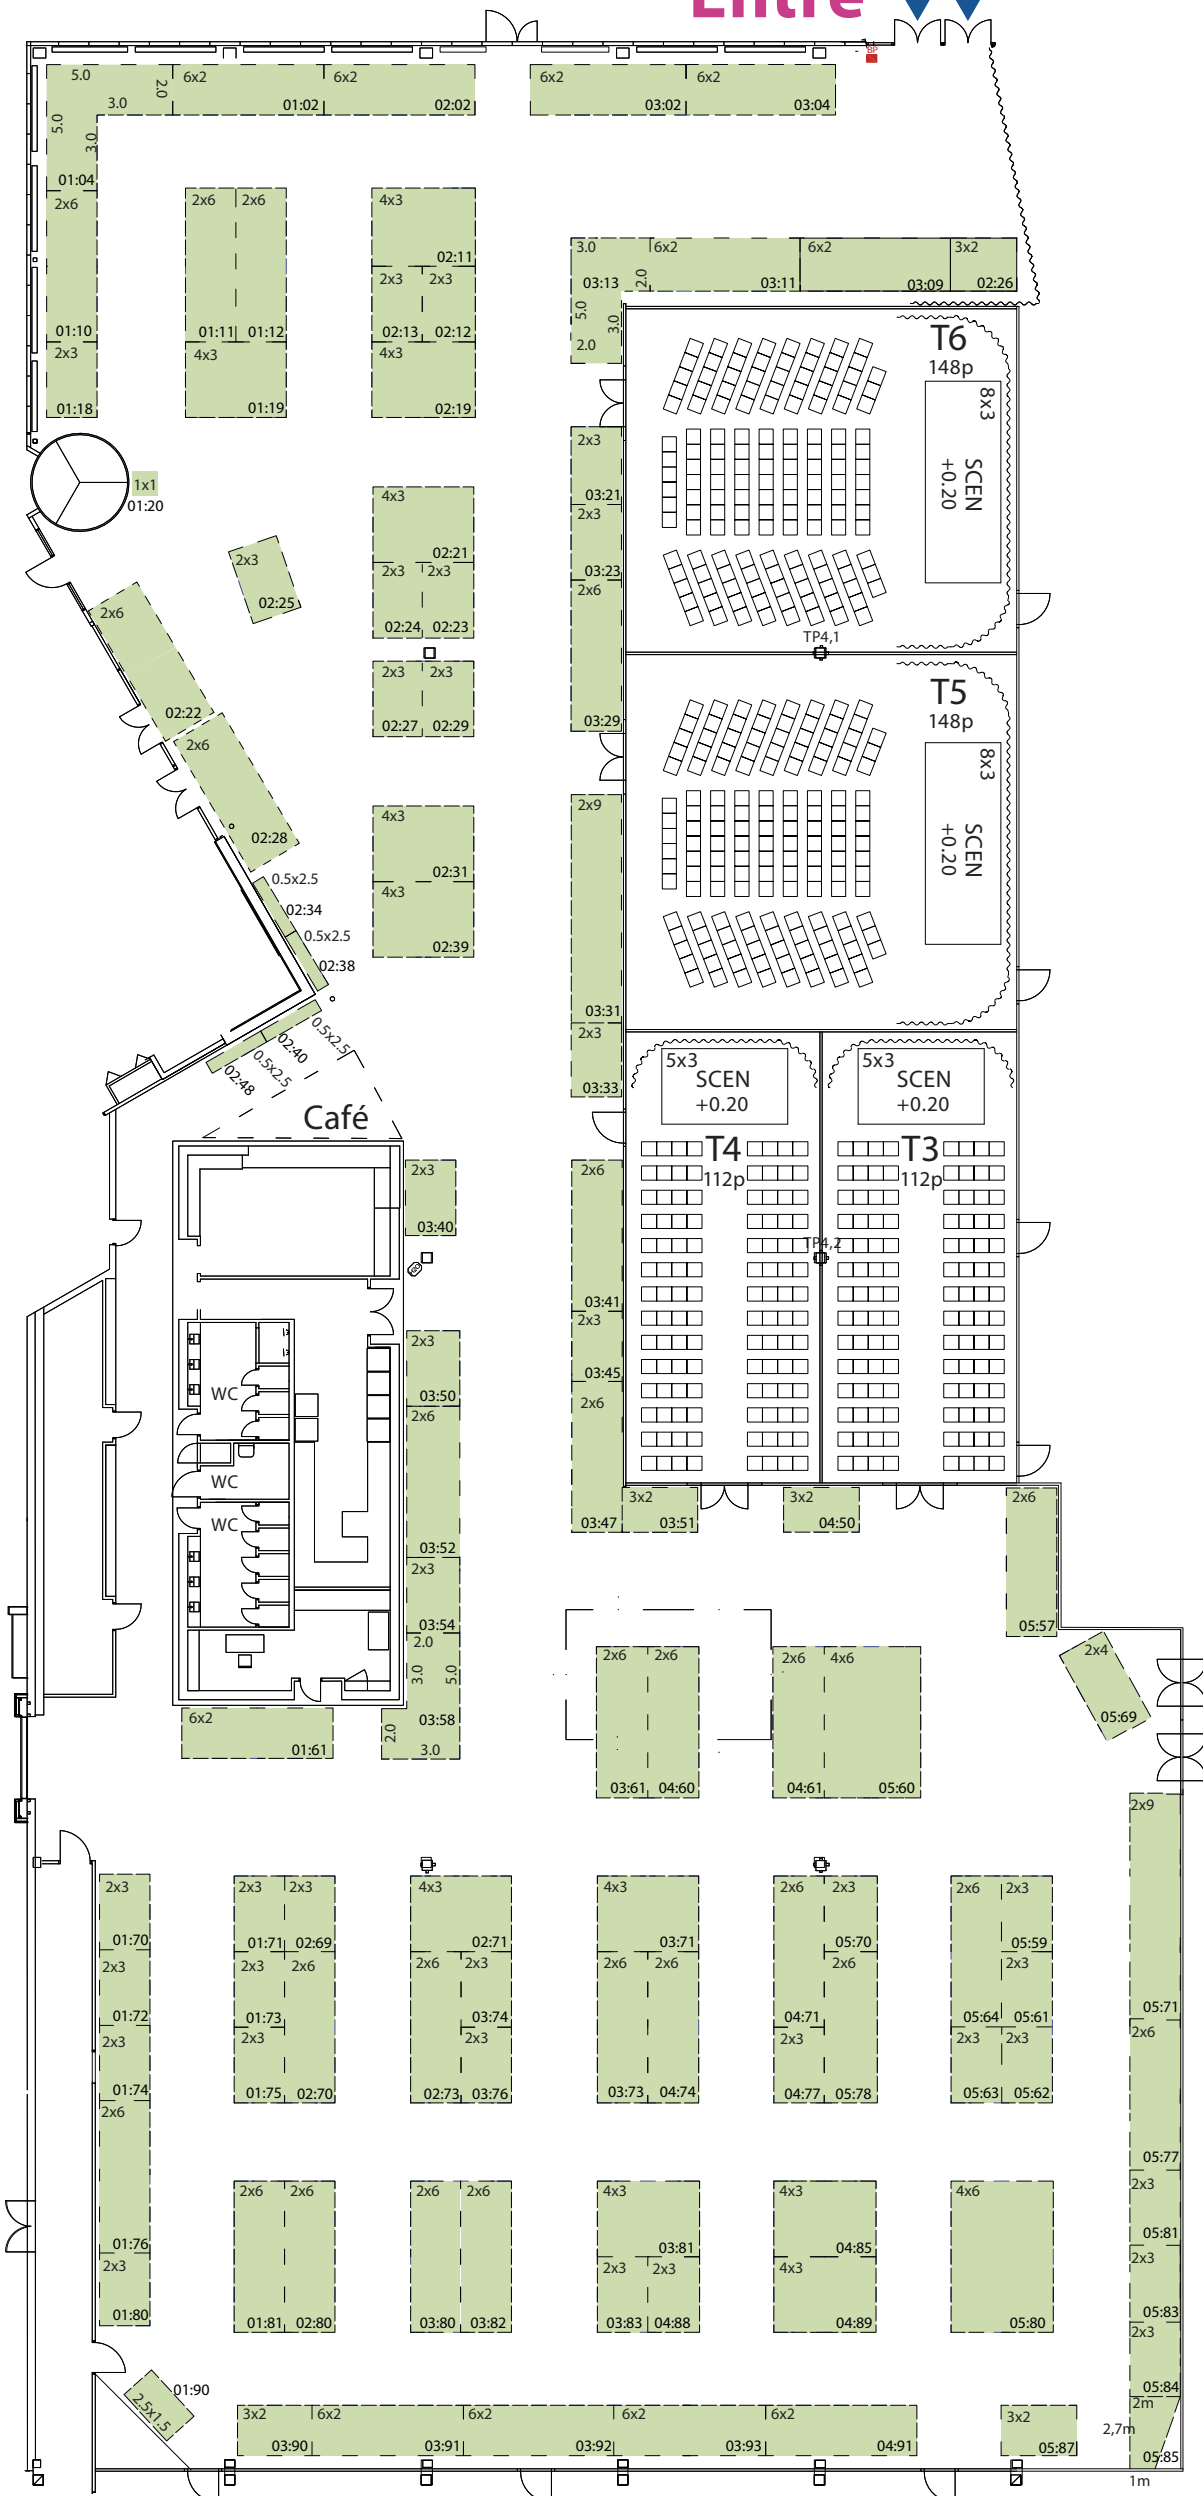 Entré
BP
5.0
2.0
6x2
6x2
6x2
6x2
3.0
01:02
02:02
03:02
03:04
5.0
3.0
01:04
2x6
2x6
2x6
4x3
02:11
2x3
2x3
01:10
01:11
01:12
02:13
02:12
2x3
4x3
4x3
01:18
01:19
02:19
3.0
6x2
6x2
3x2
03:13
2.0
03:11
03:09
02:26
5.0
3.0
2.0
T6
148p
8x3
SCEN
+0.20
1x1
01:20
2x3
03:21
2x3
03:23
2x6
03:29
4x3
02:21
2x3
2x3
02:24
02:23
2x3
02:25
2x6
02:22
2x3
2x3
02:27
02:29
TP4,1
T5
148p
8x3
SCEN
+0.20
2x6
02:28
2x9
03:31
4x3
02:31
4x3
02:39
0.5x2.5
02:34
0.5x2.5
02:38
0.5x2.5
02:40
0.5x2.5
02:48
2x3
03:33
Café
5x3
SCEN
+0.20
5x3
SCEN
+0.20
T4
112p
T3
112p
TP4,2
2x3
03:40
2x6
03:41
2x3
03:45
2x6
03:47
2x3
03:50
2x6
03:52
WC
WC
WC
3x2
03:51
3x2
04:50
2x6
05:57
2x3
03:54
2.0
3.0
5.0
03:58
2.0
3.0
6x2
01:61
2x6
2x6
03:61
04:60
2x6
4x6
04:61
05:60
2x4
05:69
2x9
05:71
2x3
01:70
2x3
01:72
2x3
01:74
2x6
01:76
2x3
01:80
2x3
2x3
01:71
02:69
2x3
2x6
01:73
2x3
01:75
02:70
4x3
02:71
2x6
2x3
03:74
2x3
02:73
03:76
4x3
03:71
2x6
2x6
03:73
04:74
2x6
2x3
05:70
2x6
04:71
2x3
04:77
05:78
2x6
2x3
05:59
2x3
05:64
05:61
2x3
2x3
05:63
05:62
2x6
05:77
2x3
05:81
2x3
05:83
2x3
05:84
2m
2,7m
05:85
1m
2x6
2x6
01:81
02:80
2x6
2x6
03:80
03:82
4x3
03:81
2x3
2x3
03:83
04:88
4x3
04:85
4x3
04:89
4x6
05:80
01:90
2.5x1.5
3x2
6x2
6x2
6x2
6x2
03:90
03:91
03:92
03:93
04:91
3x2
05:87